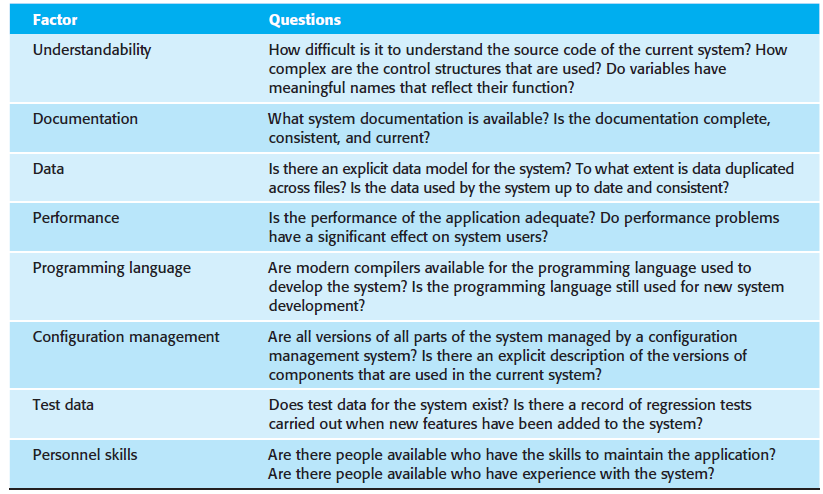 Factor Questions
Understandability How difficult is it to understand the source code of the current system? How
complex are the control structures that are used? Do variables have
meaningful names that reflect their function?
Documentation What system documentation is available? Is the documentation complete,
consistent, and current?
Data Is there an explicit data model for the system? To what extent is data duplicated
across files? Is the data used by the system up to date and consistent?
Performance Is the performance of the application adequate? Do performance problems
have a significant effect on system users?
Programming language Are modern compilers available for the programming language used to
develop the system? Is the programming language still used for new system
development?
Configuration management Are all versions of all parts of the system managed by a configuration
management system? Is there an explicit description of the versions of
components that are used in the current system?
Test data Does test data for the system exist? Is there a record of regression tests
carried out when new features have been added to the system?
Personnel skills Are there people available who have the skills to maintain the application?
Are there people available who have experience with the system?